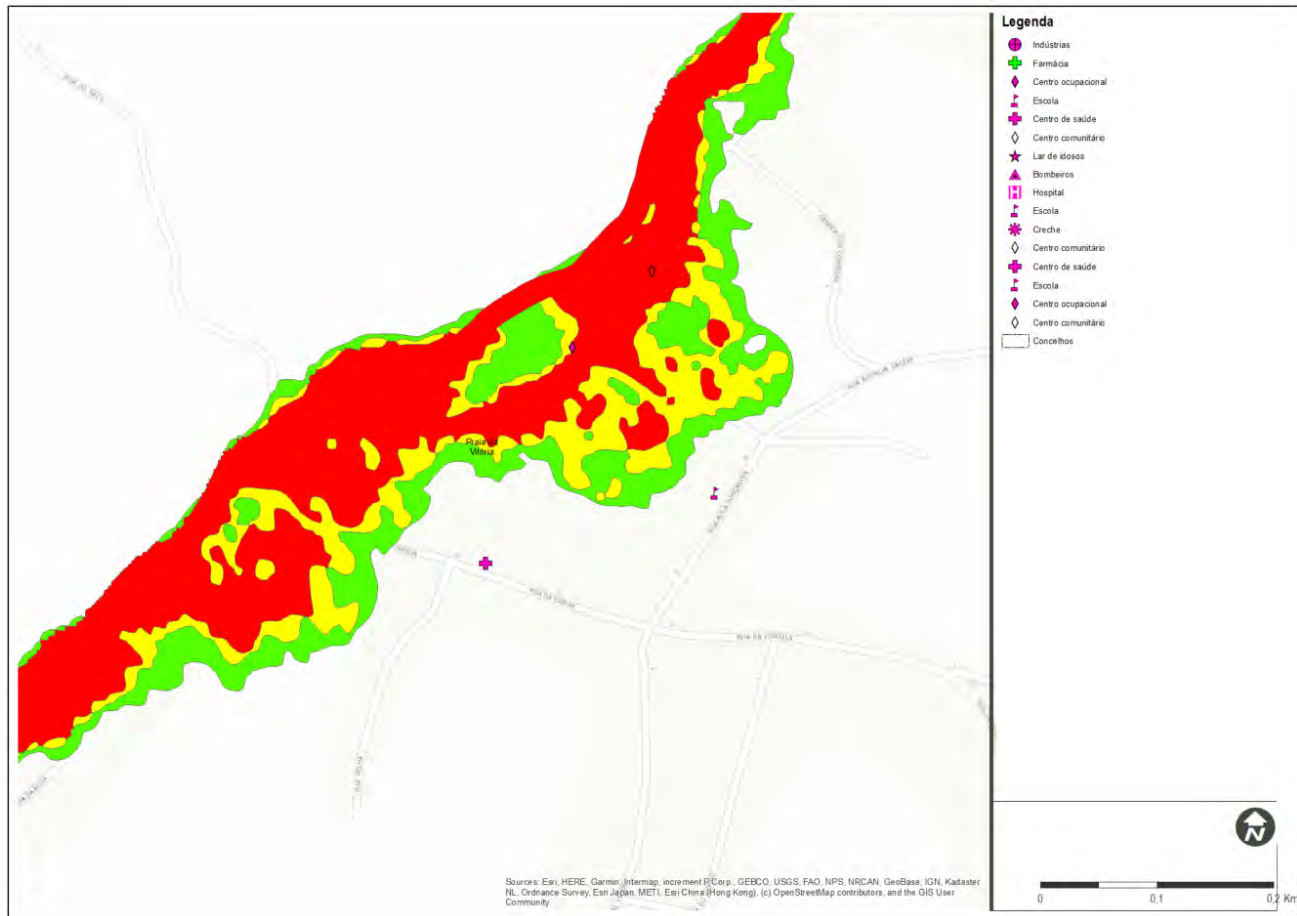 Legenda
Indústrias
Farmácia
Centro ocupacional
Escola
Centro de saúde
Centro comunitário
Lar de idosos
Bombeiros
Hospital
Escola
Creche
Centro comunitário
Centro de saúde
Escola
Centro ocupacional
Centro comunitário
Concelhos
Praia da
Vitória
N
0 0,1 0,2 Km
Sources: Esri, HERE, Garmin, Intermap, increment P Corp., GEBCO, USGS, FAO, NPS, NRCAN, GeoBase, IGN, Kadaster
NL, Ordnance Survey, Esri Japan, METI, Esri China (Hong Kong), (c) OpenStreetMap contributors, and the GIS User
Community